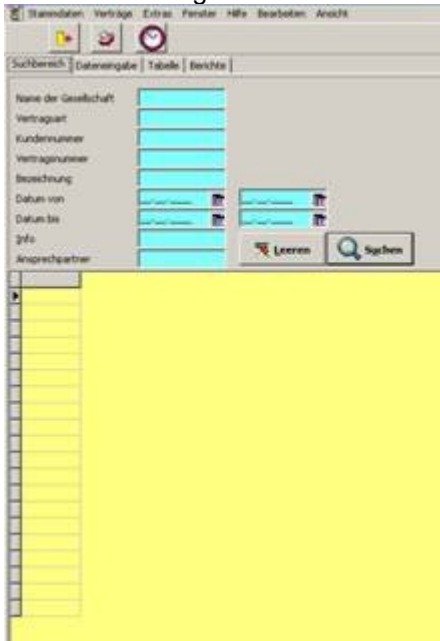 Stammdaten Verträge Extras Fenster Hilfe Bearbeiten Ansicht
Suchbereich Dateneingabe Tabelle Berichte
Name der Gesellschaft
Vertragsart
Kundennummer
Vertragsnummer
Bezeichnung
Datum von
Datum bis
Info
Leeren Suchen
Ansprechpartner